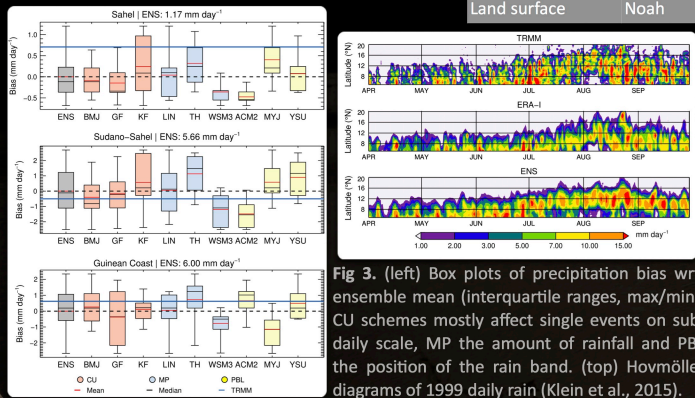 Land surface Noah
Sahel | ENS: 1.17 mm day⁻¹
Bias (mm day⁻¹)
1.0
0.5
0.0
-0.5
ENS BMJ GF KF LIN TH WSM3 ACM2 MYJ YSU
Sudano-Sahel | ENS: 5.66 mm day⁻¹
Bias (mm day⁻¹)
2
1
0
-1
-2
ENS BMJ GF KF LIN TH WSM3 ACM2 MYJ YSU
Guinean Coast | ENS: 6.00 mm day⁻¹
Bias (mm day⁻¹)
2
1
0
-1
-2
ENS BMJ GF KF LIN TH WSM3 ACM2 MYJ YSU
CU MP PBL
Mean Median TRMM
TRMM
Latitude (°N)
20
16
12
8
APR MAY JUN JUL AUG SEP
ERA-I
Latitude (°N)
20
16
12
8
APR MAY JUN JUL AUG SEP
ENS
Latitude (°N)
20
16
12
8
APR MAY JUN JUL AUG SEP
mm day⁻¹
1.00 2.00 3.00 5.00 7.00 10.00 15.00
Fig 3. (left) Box plots of precipitation bias wr
ensemble mean (interquartile ranges, max/min
CU schemes mostly affect single events on sub
daily scale, MP the amount of rainfall and PB
the position of the rain band. (top) Hovmölle
diagrams of 1999 daily rain (Klein et al., 2015).